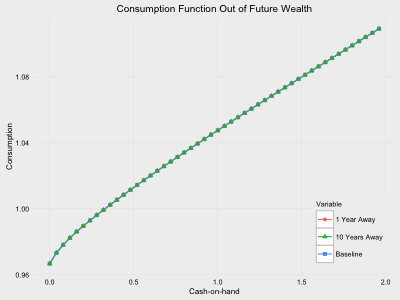 Consumption Function Out of Future Wealth
Consumption
1.08
1.04
1.00
0.96
0.0
0.5
1.0
1.5
2.0
Cash-on-hand
Variable
1 Year Away
10 Years Away
Baseline